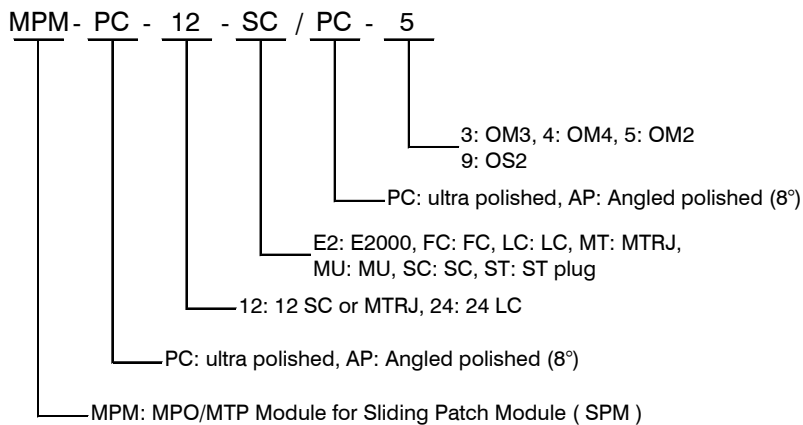 MPM- PC - 12 - SC / PC - 5
3: OM3, 4: OM4, 5: OM2
9: OS2
PC: ultra polished, AP: Angled polished (8°)
E2: E2000, FC: FC, LC: LC, MT: MTRJ,
MU: MU, SC: SC, ST: ST plug
12: 12 SC or MTRJ, 24: 24 LC
PC: ultra polished, AP: Angled polished (8°)
MPM: MPO/MTP Module for Sliding Patch Module ( SPM )